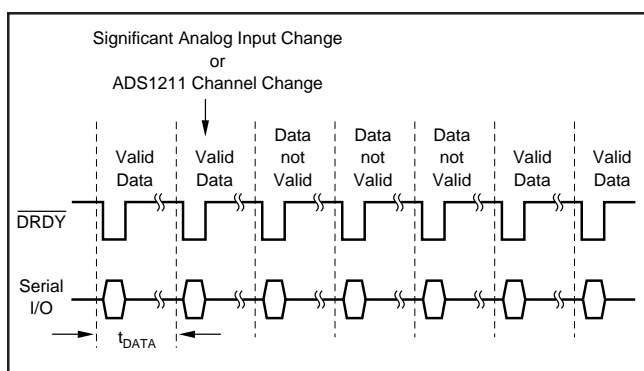 Significant Analog Input Change
or
ADS1211 Channel Change
Valid
Data
Valid
Data
Data
not
Valid
Data
not
Valid
Data
not
Valid
Valid
Data
Valid
Data
DRDY
Serial
I/O
tDATA